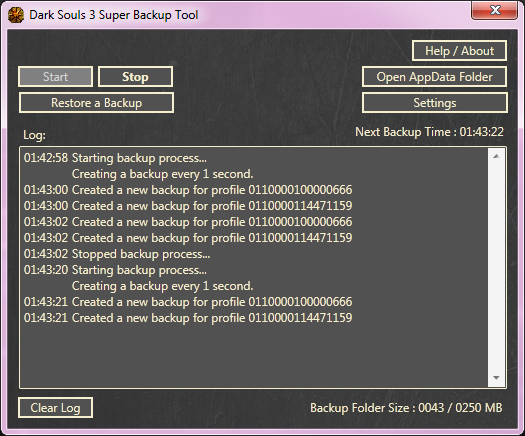 Dark Souls 3 Super Backup Tool
Help / About
Start Stop Open AppData Folder
Restore a Backup Settings
Log: Next Backup Time : 01:43:22
01:42:58 Starting backup process...
Creating a backup every 1 second.
01:43:00 Created a new backup for profile 0110000100000666
01:43:00 Created a new backup for profile 0110000114471159
01:43:02 Created a new backup for profile 0110000100000666
01:43:02 Created a new backup for profile 0110000114471159
01:43:02 Stopped backup process...
01:43:20 Starting backup process...
Creating a backup every 1 second.
01:43:21 Created a new backup for profile 0110000100000666
01:43:21 Created a new backup for profile 0110000114471159
Clear Log Backup Folder Size : 0043 / 0250 MB